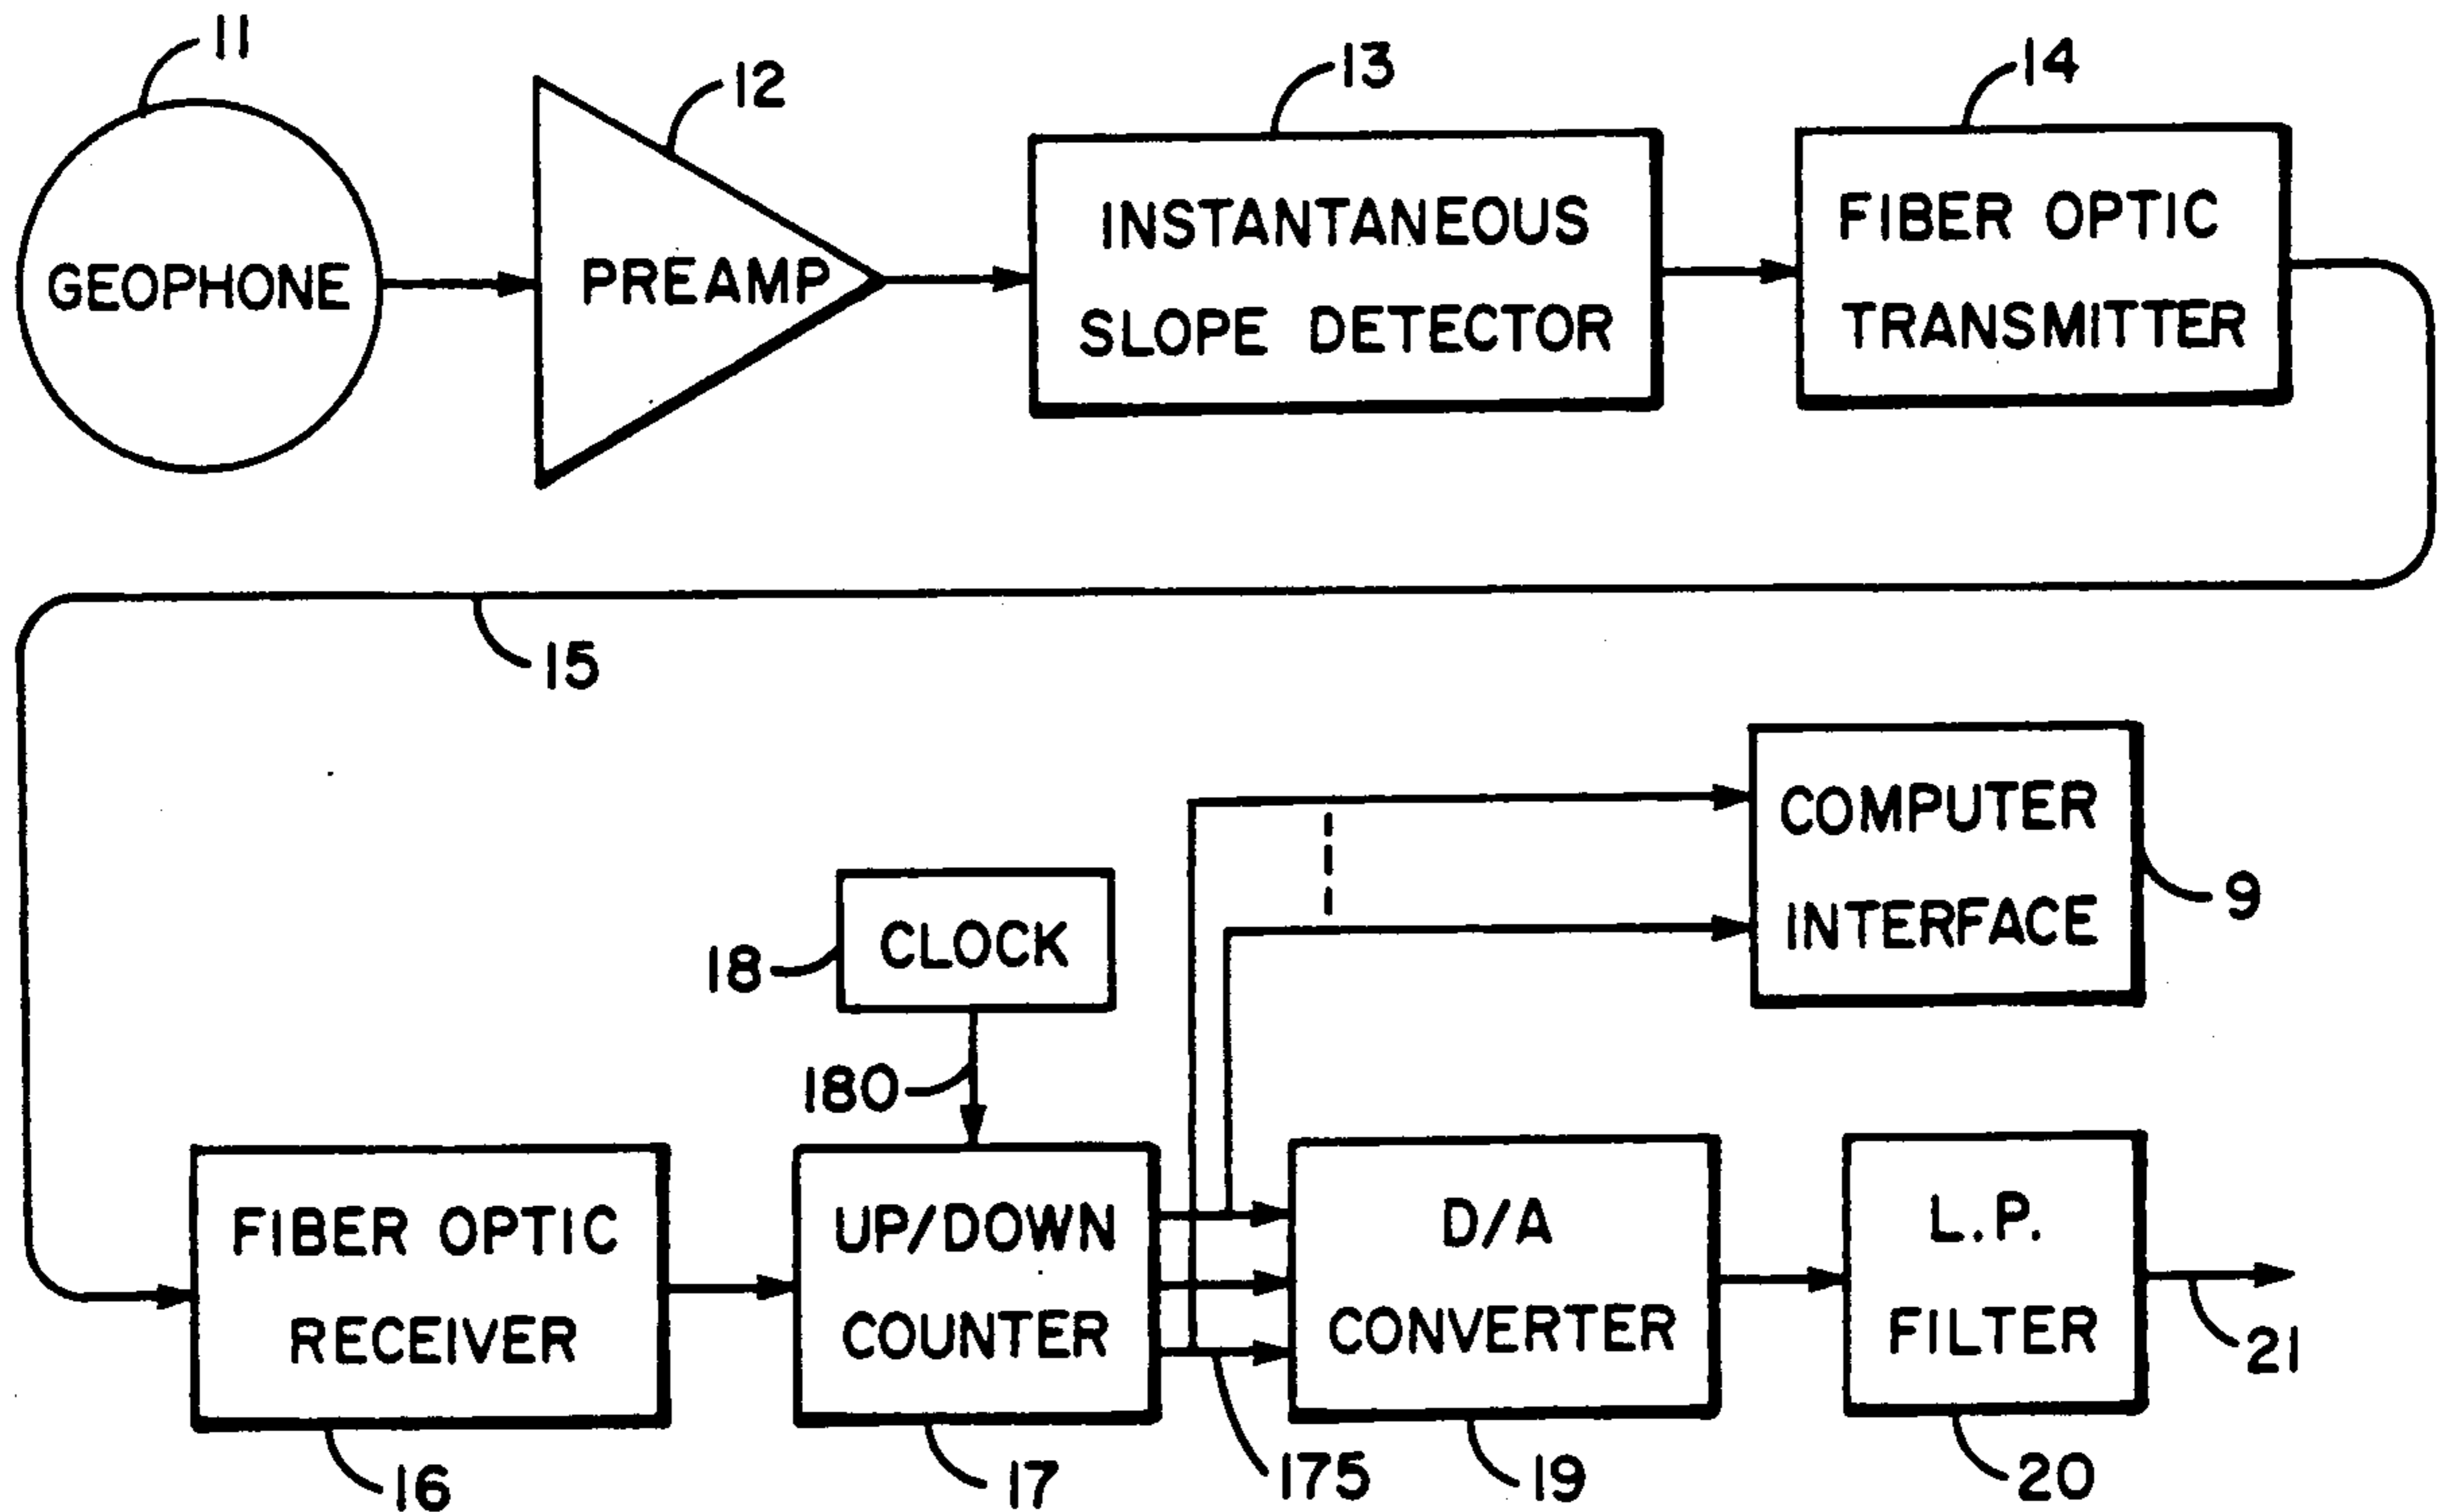 11
12
13
14
GEOPHONE
PREAMP
INSTANTANEOUS
SLOPE DETECTOR
FIBER OPTIC
TRANSMITTER
15
COMPUTER
INTERFACE
9
CLOCK
18
180
FIBER OPTIC
RECEIVER
UP/DOWN
COUNTER
D/A
CONVERTER
L.P.
FILTER
21
16
17
175
19
20